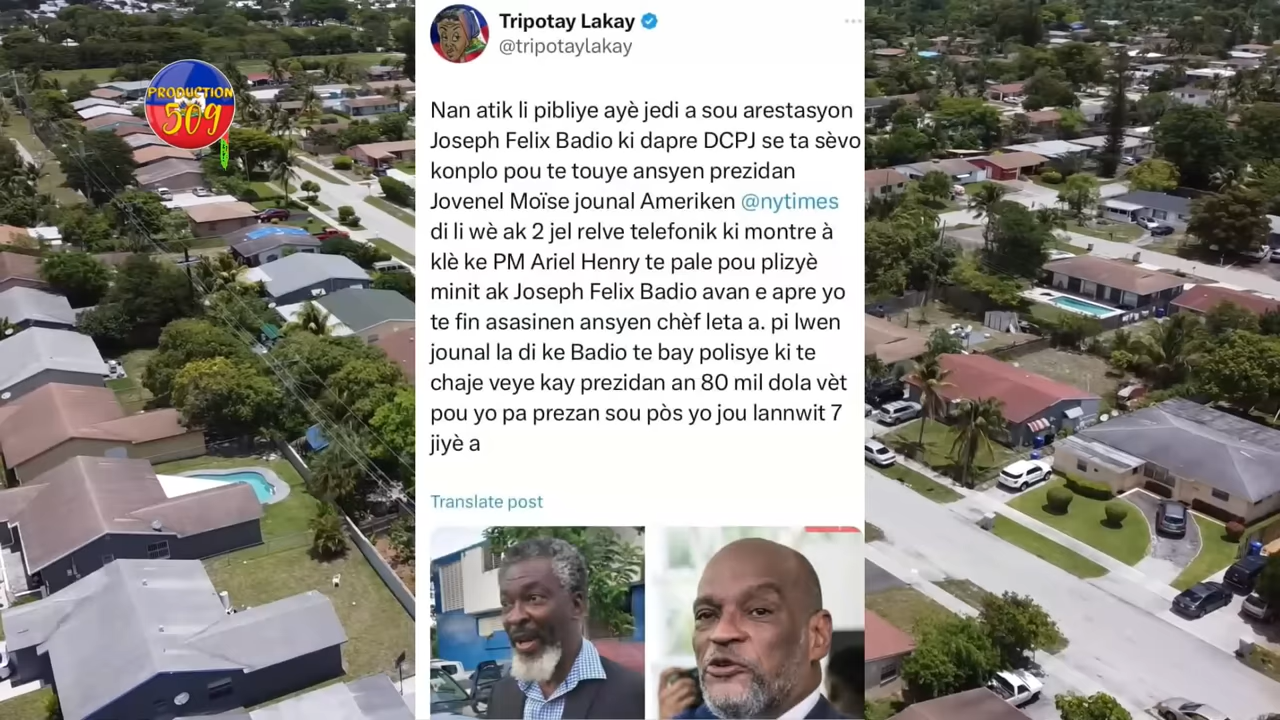 PRODUCTION
509
Tripotay Lakay
@tripotaylakay
Nan atik li pibliye ayè jedi a sou arestasyon
Joseph Felix Badio ki dapre DCPJ se ta sèvo
konplo pou te touye ansyen prezidan
Jovenel Moïse jounal Ameriken @nytimes
di li wè ak 2 jel relve telefonik ki montre à
klè ke PM Ariel Henry te pale pou plizyè
minit ak Joseph Felix Badio avan e apre yo
te fin asasinen ansyen chèf leta a. pi lwen
jounal la di ke Badio te bay polisye ki te
chaje veye kay prezidan an 80 mil dola vèt
pou yo pa prezan sou pòs yo jou lannwit 7
jiyè a
Translate post